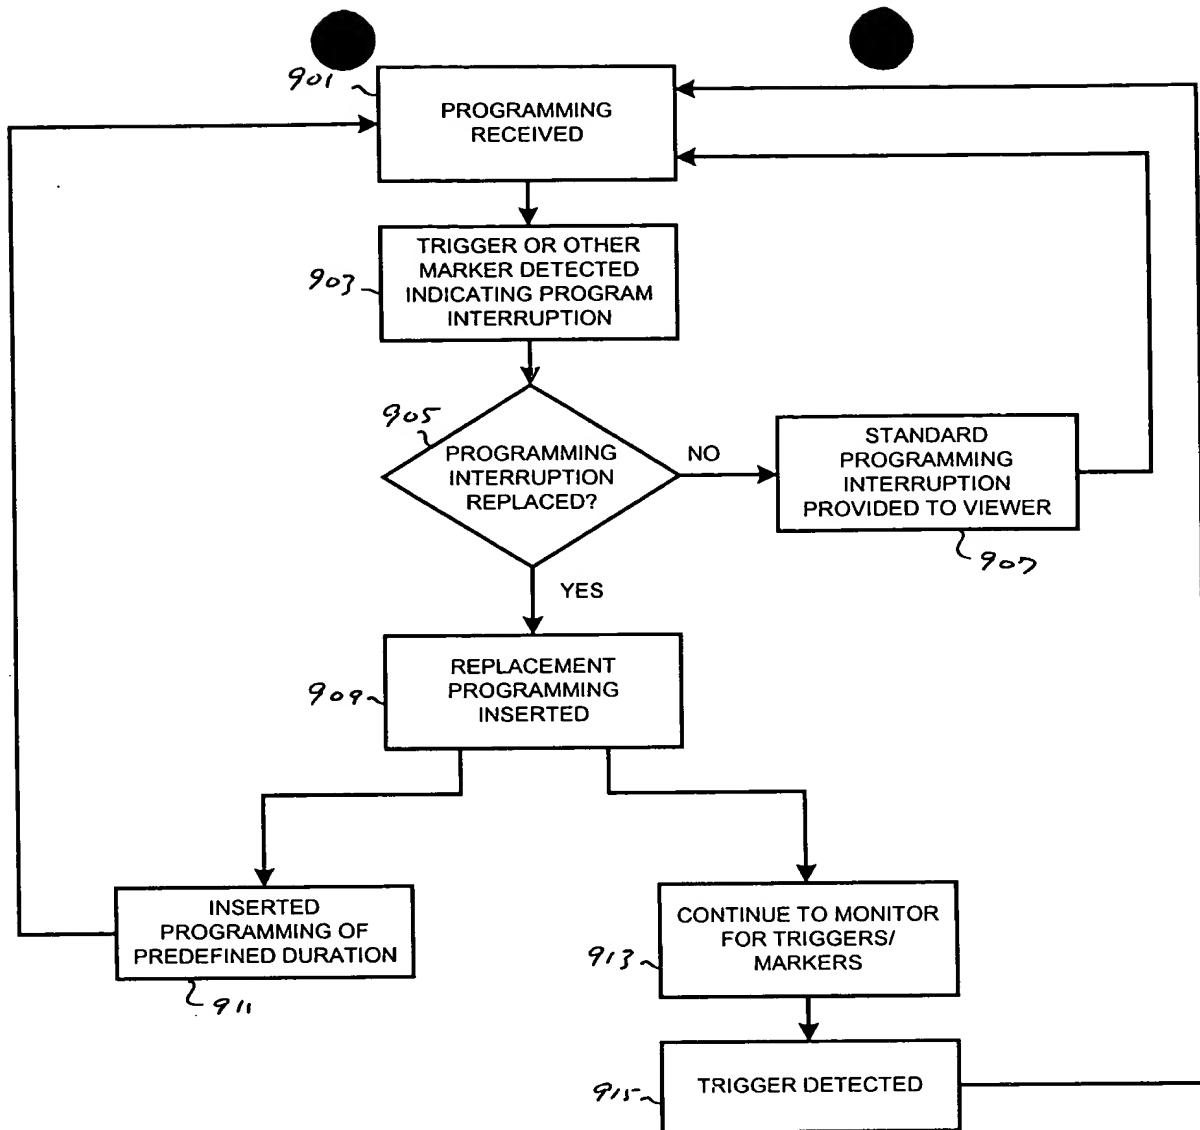 901
PROGRAMMING
RECEIVED
903
TRIGGER OR OTHER
MARKER DETECTED
INDICATING PROGRAM
INTERRUPTION
905
PROGRAMMING
INTERRUPTION
REPLACED?
NO
STANDARD
PROGRAMMING
INTERRUPTION
PROVIDED TO VIEWER
907
YES
909
REPLACEMENT
PROGRAMMING
INSERTED
INSERTED
PROGRAMMING OF
PREDEFINED DURATION
911
913
CONTINUE TO MONITOR
FOR TRIGGERS/
MARKERS
915
TRIGGER DETECTED